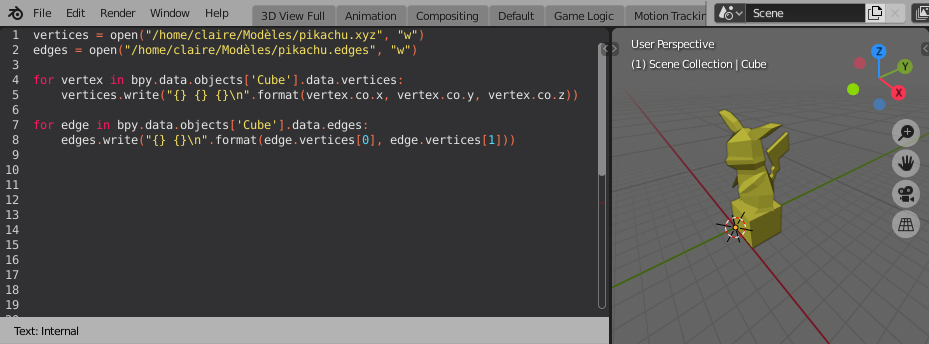 File Edit Render Window Help 3D View Full Animation Compositing Default Game Logic Motion Trackin Scene
1 vertices = open("/home/claire/Modèles/pikachu.xyz", "w")
2 edges = open("/home/claire/Modèles/pikachu.edges", "w")
3
4 for vertex in bpy.data.objects['Cube'].data.vertices:
5 vertices.write("{} {} {}\n".format(vertex.co.x, vertex.co.y, vertex.co.z))
6
7 for edge in bpy.data.objects['Cube'].data.edges:
8 edges.write("{} {}\n".format(edge.vertices[0], edge.vertices[1]))
9
10
11
12
13
14
15
16
17
18
19
Text: Internal
User Perspective
(1) Scene Collection | Cube
Z
Y
X